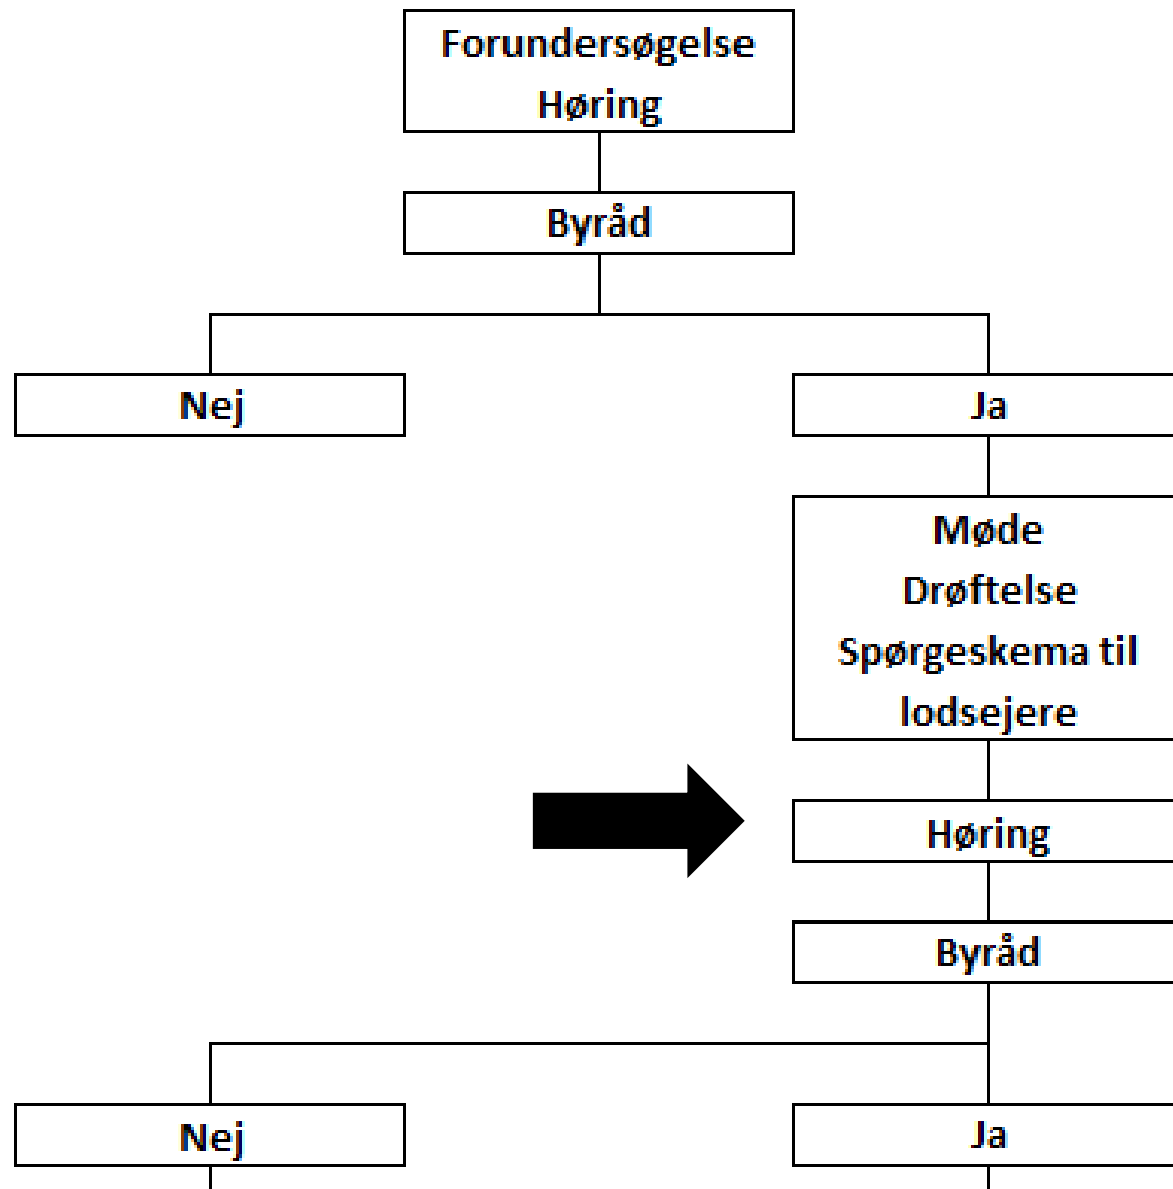 Forundersøgelse
Høring
Byråd
Nej
Ja
Møde
Drøftelse
Spørgeskema til
lodsejere
Høring
Byråd
Nej
Ja